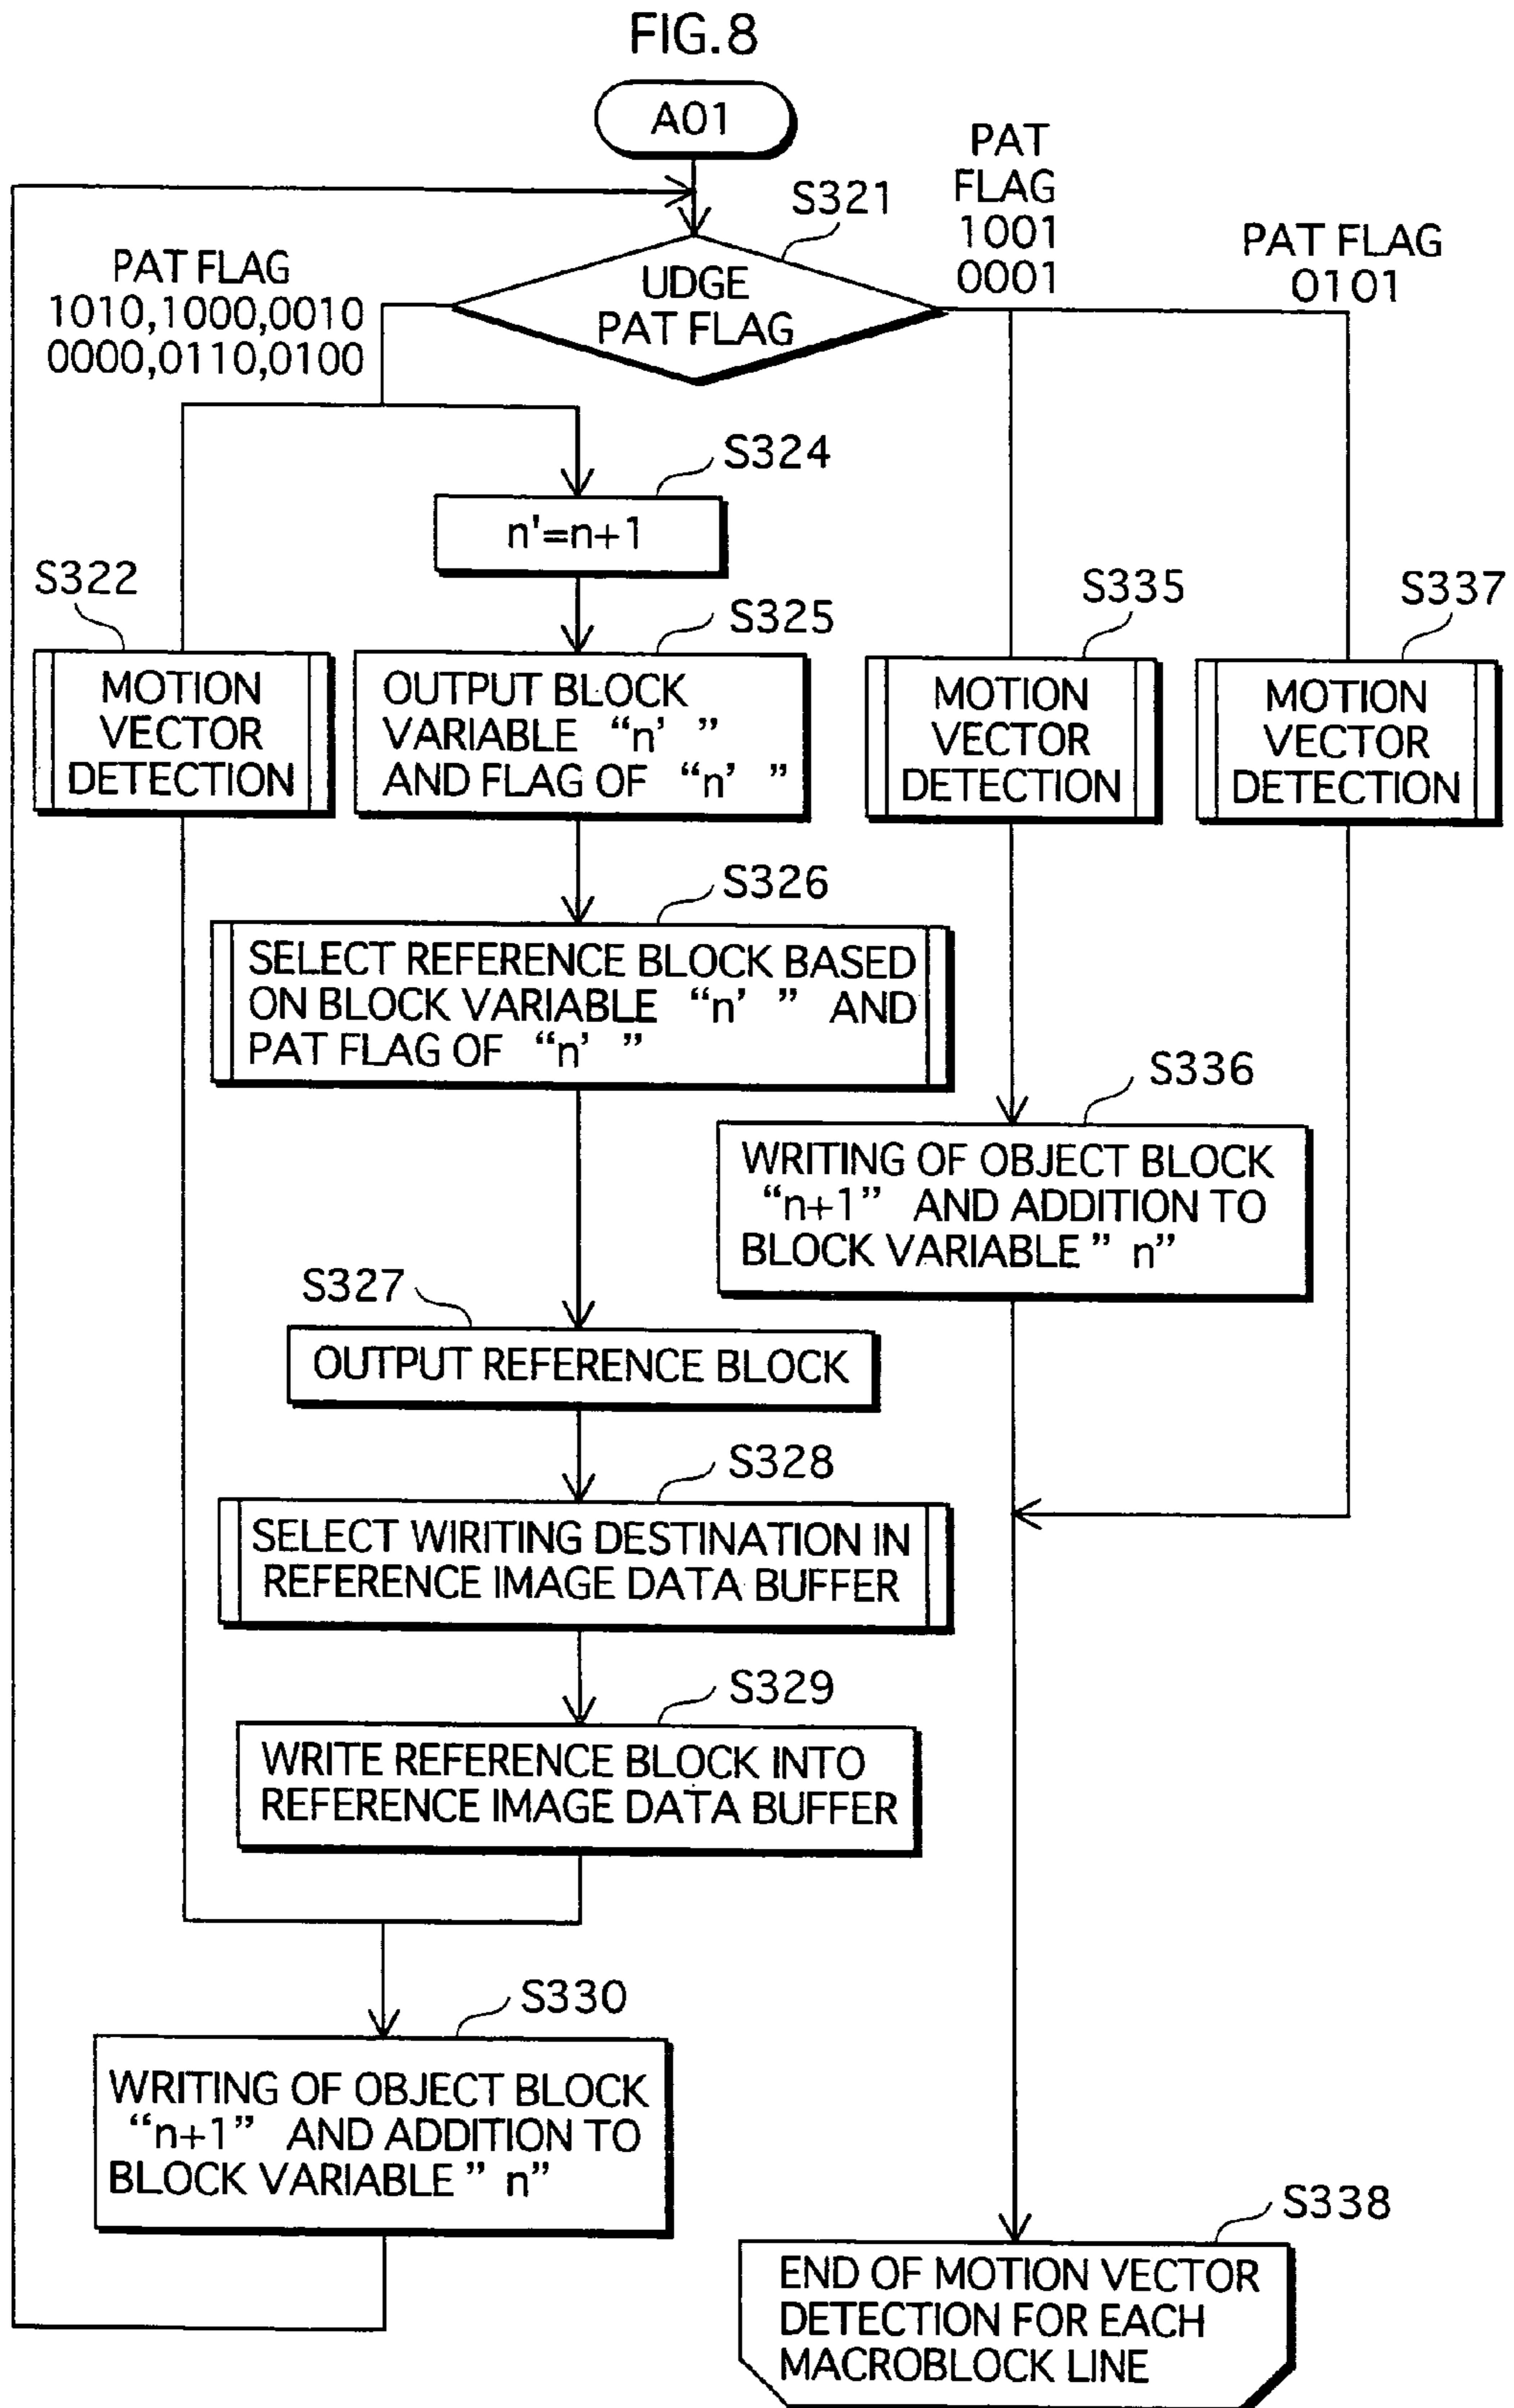 FIG.8
A01
S321
PAT
FLAG
1001
0001
PAT FLAG
0101
PAT FLAG
1010,1000,0010
0000,0110,0100
UDGE
PAT FLAG
S324
n'=n+1
S322
MOTION
VECTOR
DETECTION
S325
OUTPUT BLOCK
VARIABLE “n' ”
AND FLAG OF “n' ”
S335
MOTION
VECTOR
DETECTION
S337
MOTION
VECTOR
DETECTION
S326
SELECT REFERENCE BLOCK BASED
ON BLOCK VARIABLE “n' ” AND
PAT FLAG OF “n' ”
S336
WRITING OF OBJECT BLOCK
“n+1” AND ADDITION TO
BLOCK VARIABLE ” n”
S327
OUTPUT REFERENCE BLOCK
S328
SELECT WIRITING DESTINATION IN
REFERENCE IMAGE DATA BUFFER
S329
WRITE REFERENCE BLOCK INTO
REFERENCE IMAGE DATA BUFFER
S330
WRITING OF OBJECT BLOCK
“n+1” AND ADDITION TO
BLOCK VARIABLE ” n”
S338
END OF MOTION VECTOR
DETECTION FOR EACH
MACROBLOCK LINE